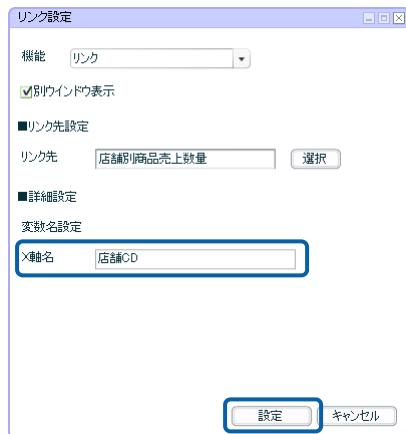 リンク設定
機能 リンク
別ウインドウ表示
■リンク先設定
リンク先 店舗別商品売上数量 選択
■詳細設定
変数名設定
X軸名 店舗CD
設定 キャンセル